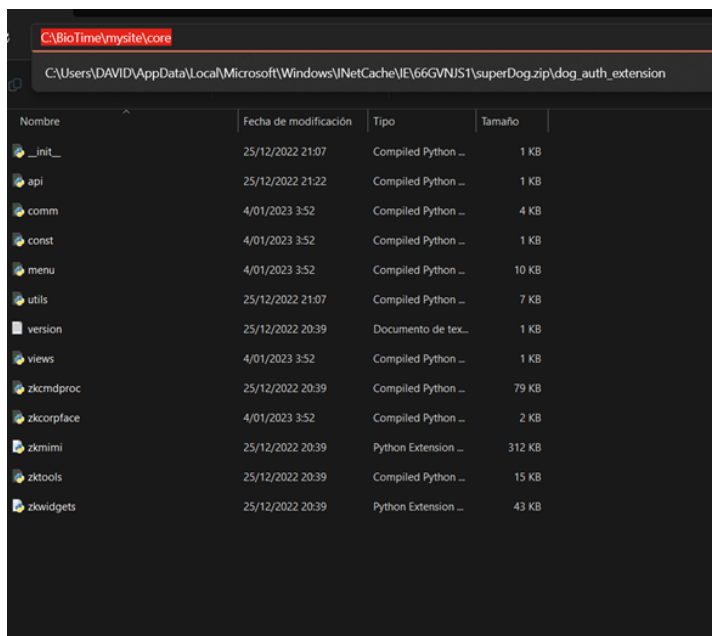 C:\BioTime\mysite\core
C:\Users\DAVID\AppData\Local\Microsoft\Windows\INetCache\IE\66GVNJS1\superDog.zip\dog_auth_extension
Nombre Fecha de modificación Tipo Tamaño
__init__ 25/12/2022 21:07 Compiled Python ... 1 KB
api 25/12/2022 21:22 Compiled Python ... 1 KB
comm 4/01/2023 3:52 Compiled Python ... 4 KB
const 4/01/2023 3:52 Compiled Python ... 1 KB
menu 4/01/2023 3:52 Compiled Python ... 10 KB
utils 25/12/2022 21:07 Compiled Python ... 7 KB
version 25/12/2022 20:39 Documento de tex... 1 KB
views 4/01/2023 3:52 Compiled Python ... 1 KB
zkcmdproc 25/12/2022 20:39 Compiled Python ... 79 KB
zkcorpface 4/01/2023 3:52 Compiled Python ... 2 KB
zkmimi 25/12/2022 20:39 Python Extension ... 312 KB
zktools 25/12/2022 20:39 Compiled Python ... 15 KB
zkwidgets 25/12/2022 20:39 Python Extension ... 43 KB